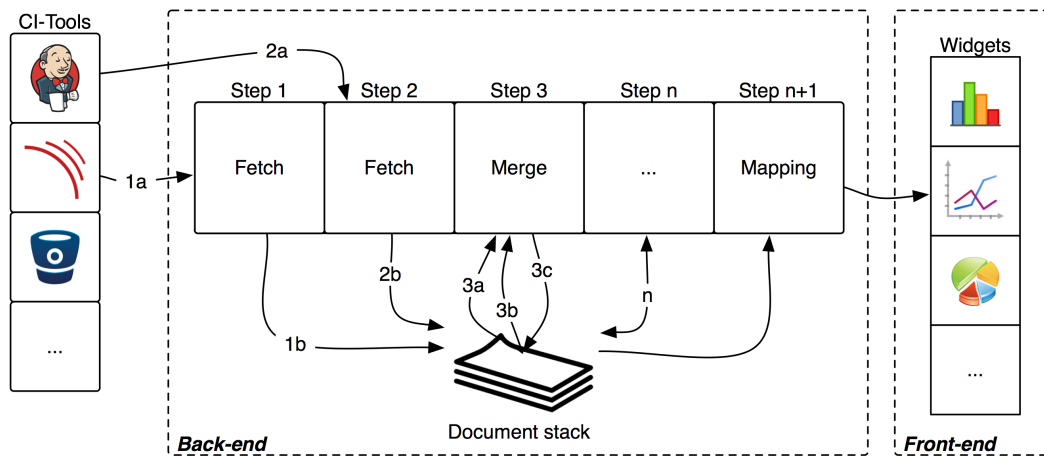 CI-Tools
Widgets
2a
Step 1
Step 2
Step 3
Step n
Step n+1
Fetch
Fetch
Merge
...
Mapping
1a
2b
3a
3b
3c
n
1b
...
...
Document stack
Back-end
Front-end